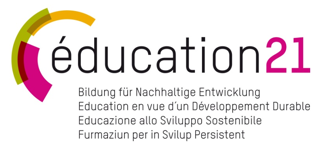 éducation21
Bildung für Nachhaltige Entwicklung
Education en vue d'un Développement Durable
Educazione allo Sviluppo Sostenibile
Furmaziun per in Svilup Persistent